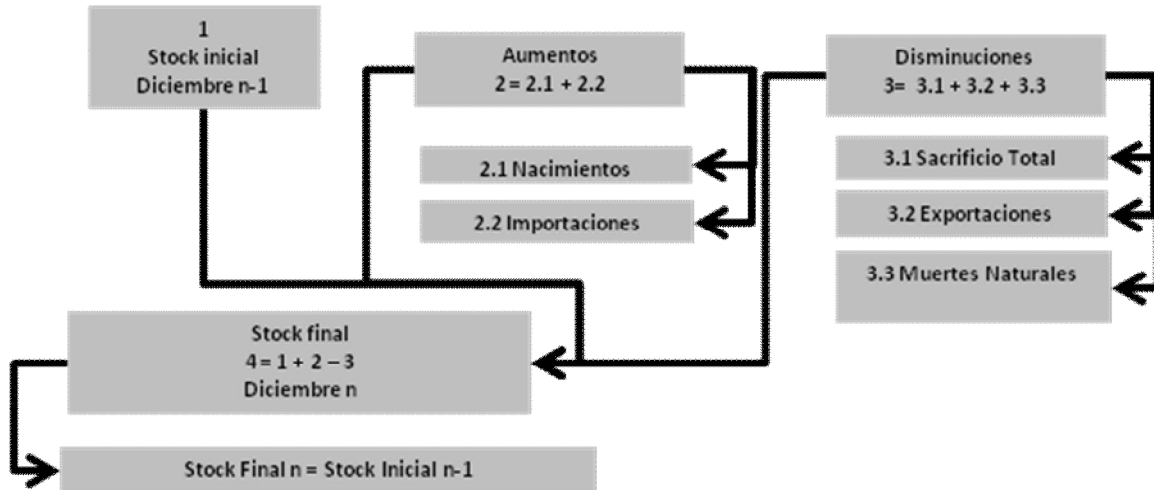 1
Stock inicial
Diciembre n-1
Aumentos
2 = 2.1 + 2.2
2.1 Nacimientos
2.2 Importaciones
Disminuciones
3= 3.1 + 3.2 + 3.3
3.1 Sacrificio Total
3.2 Exportaciones
3.3 Muertes Naturales
Stock final
4 = 1 + 2 – 3
Diciembre n
Stock Final n = Stock Inicial n-1